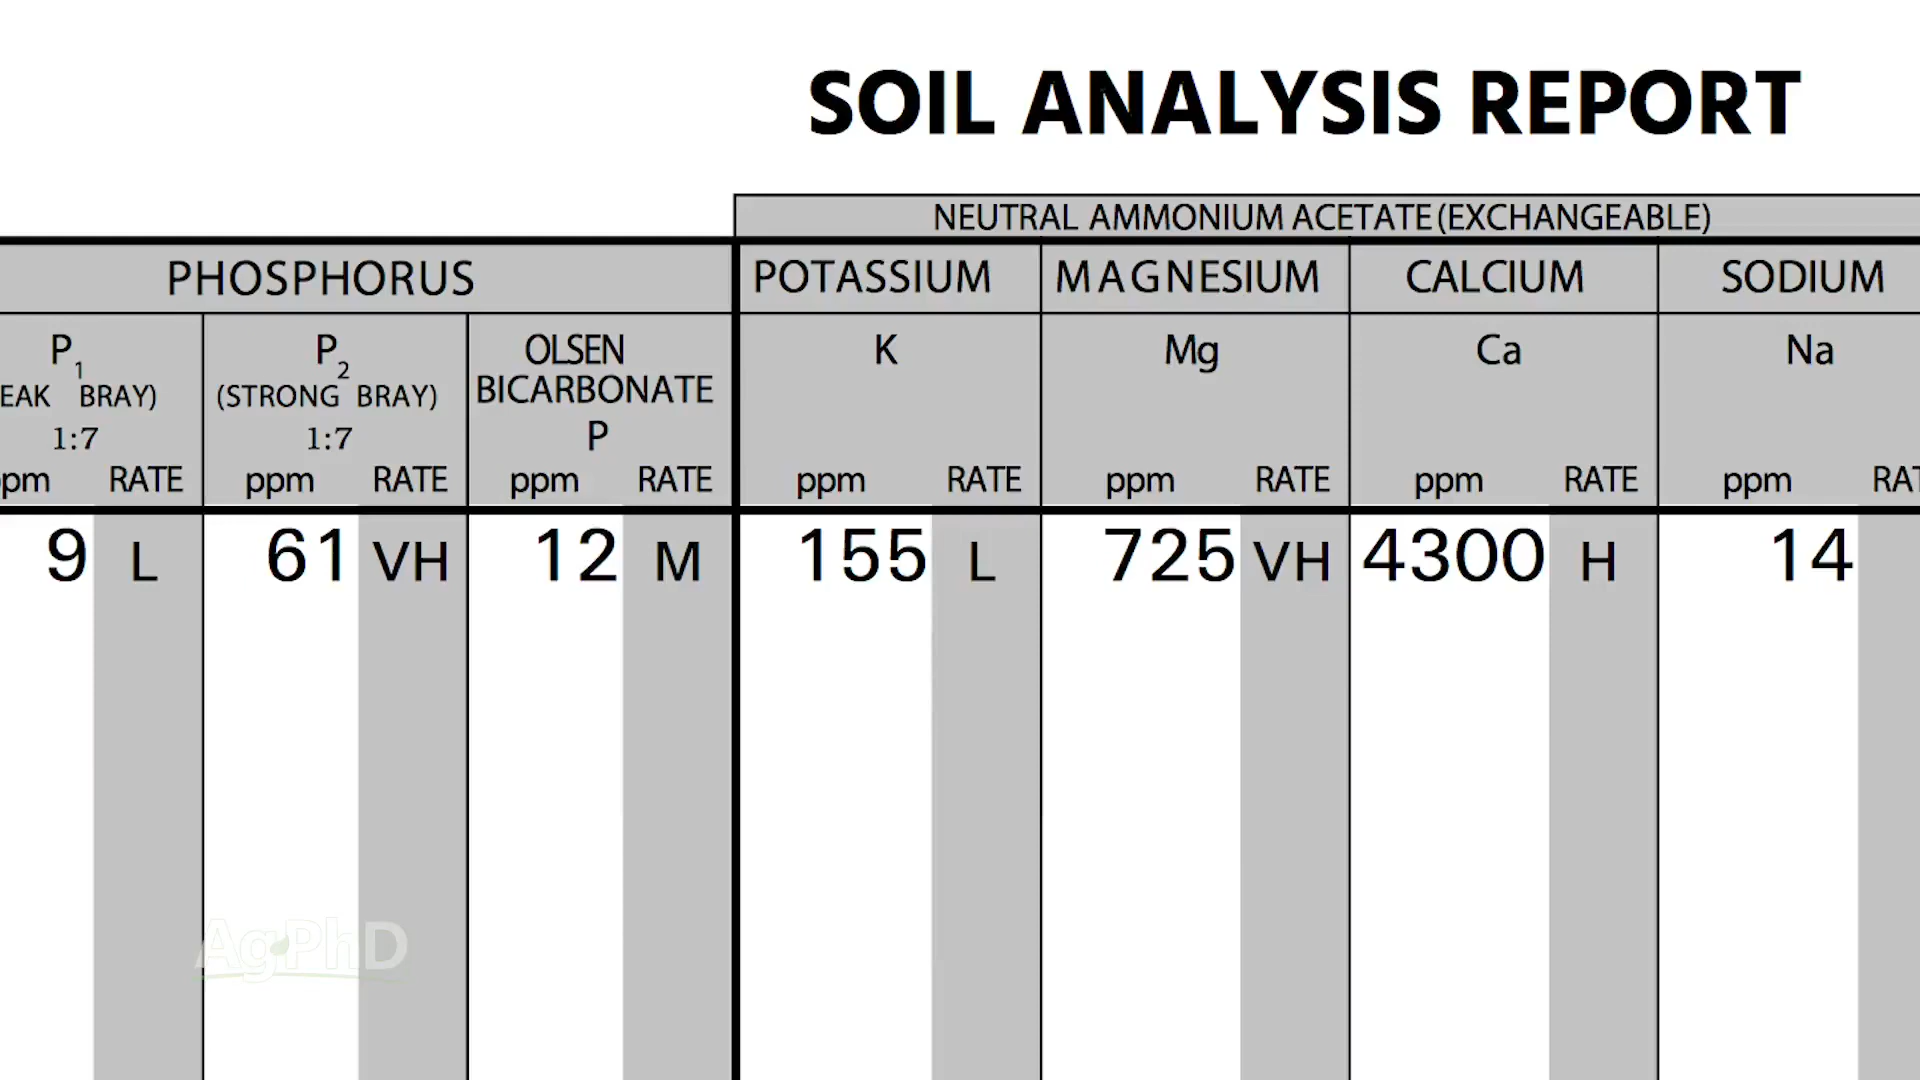 SOIL ANALYSIS REPORT
NEUTRAL AMMONIUM ACETATE (EXCHANGEABLE)
PHOSPHORUS POTASSIUM MAGNESIUM CALCIUM SODIUM
P1 P2 OLSEN K Mg Ca Na
EAK BRAY) (STRONG BRAY) BICARBONATE
1:7 1:7 P
ppm RATE ppm RATE ppm RATE ppm RATE ppm RATE ppm RATE ppm RAT
9 L 61 VH 12 M 155 L 725 VH 4300 H 14
AgPhD